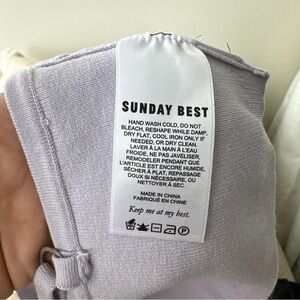 SUNDAY BEST
HAND WASH COLD, DO NOT
BLEACH, RESHAPE WHILE DAMP,
DRY FLAT, COOL IRON ONLY IF
NEEDED, OR DRY CLEAN.
LAVER À LA MAIN À L'EAU
FROIDE, NE PAS JAVELISER,
REMODELER PENDANT QUE
L'ARTICLE EST ENCORE HUMIDE,
SÉCHER À PLAT, REPASSAGE
DOUX SI NÉCESSAIRE, OU
NETTOYER À SEC.
MADE IN CHINA
FABRIQUÉ EN CHINE
Keep me at my best.